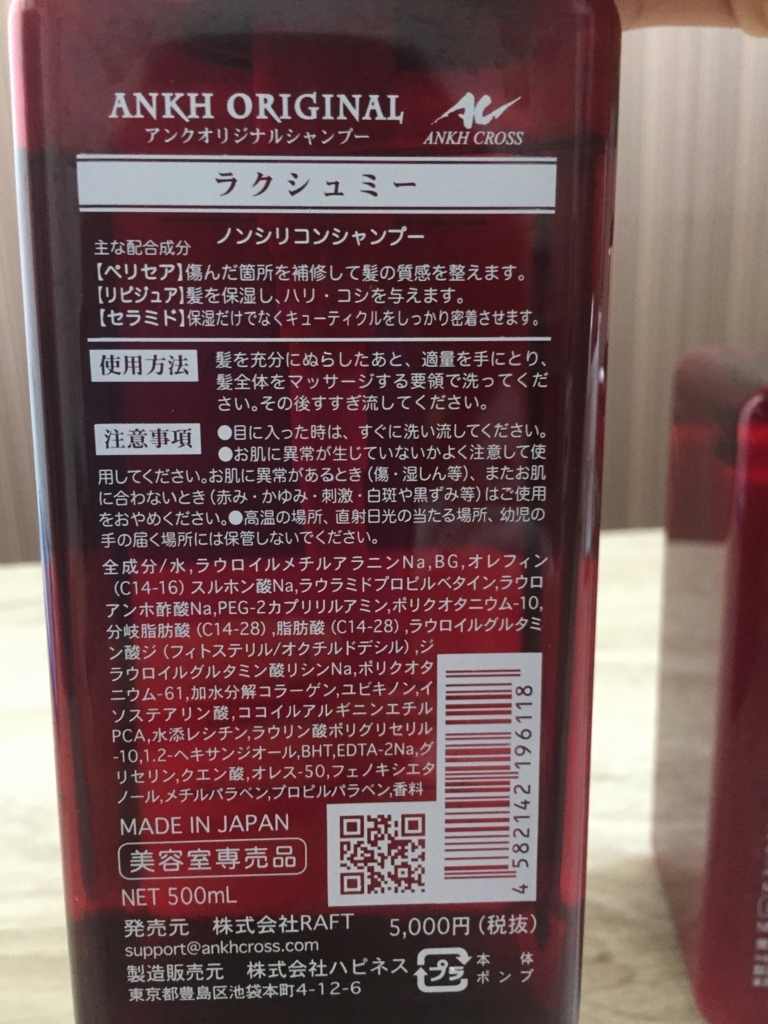 ANKH ORIGINAL
アンクオリジナルシャンプー
ANKH CROSS
ラクシュミー
ノンシリコンシャンプー
主な配合成分
【ペリセア】傷んだ箇所を補修して髪の質感を整えます。
【リピジュア】髪を保湿し、ハリ・コシを与えます。
【セラミド】保湿だけでなくキューティクルをしっかり密着させます。
使用方法
髪を充分にぬらしたあと、適量を手にとり、
髪全体をマッサージする要領で洗ってくだ
さい。その後すすぎ流してください。
注意事項
●目に入った時は、すぐに洗い流してください。
●お肌に異常が生じていないかよく注意して使
用してください。お肌に異常があるとき（傷・湿しん等）、またお肌
に合わないとき（赤み・かゆみ・刺激・白斑や黒ずみ等）はご使用
をおやめください。●高温の場所、直射日光の当たる場所、幼児の
手の届く場所には保管しないでください。
全成分/水,ラウロイルメチルアラニンNa,BG,オレフィン
（C14-16）スルホン酸Na,ラウラミドプロピルベタイン,ラウロ
アンホ酢酸Na,PEG-2カプリリルアミン,ポリクオタニウム-10,
分岐脂肪酸（C14-28）,脂肪酸（C14-28）,ラウロイルグルタミ
ン酸ジ（フィトステリル/オクチルドデシル）,ジ
ラウロイルグルタミン酸リシンNa,ポリクオタ
ニウム-61,加水分解コラーゲン,ユビキノン,イ
ソステアリン酸,ココイルアルギニンエチル
PCA,水添レシチン,ラウリン酸ポリグリセリル
-10,1.2-ヘキサンジオール,BHT,EDTA-2Na,グ
リセリン,クエン酸,オレス-50,フェノキシエタ
ノール,メチルパラベン,プロピルパラベン,香料
4 582142 196118
MADE IN JAPAN
美容室専売品
NET 500mL
発売元 株式会社RAFT 5,000円（税抜）
support@ankhcross.com
製造販売元 株式会社ハピネス
東京都豊島区池袋本町4-12-6
プラ
本体
ポンプ